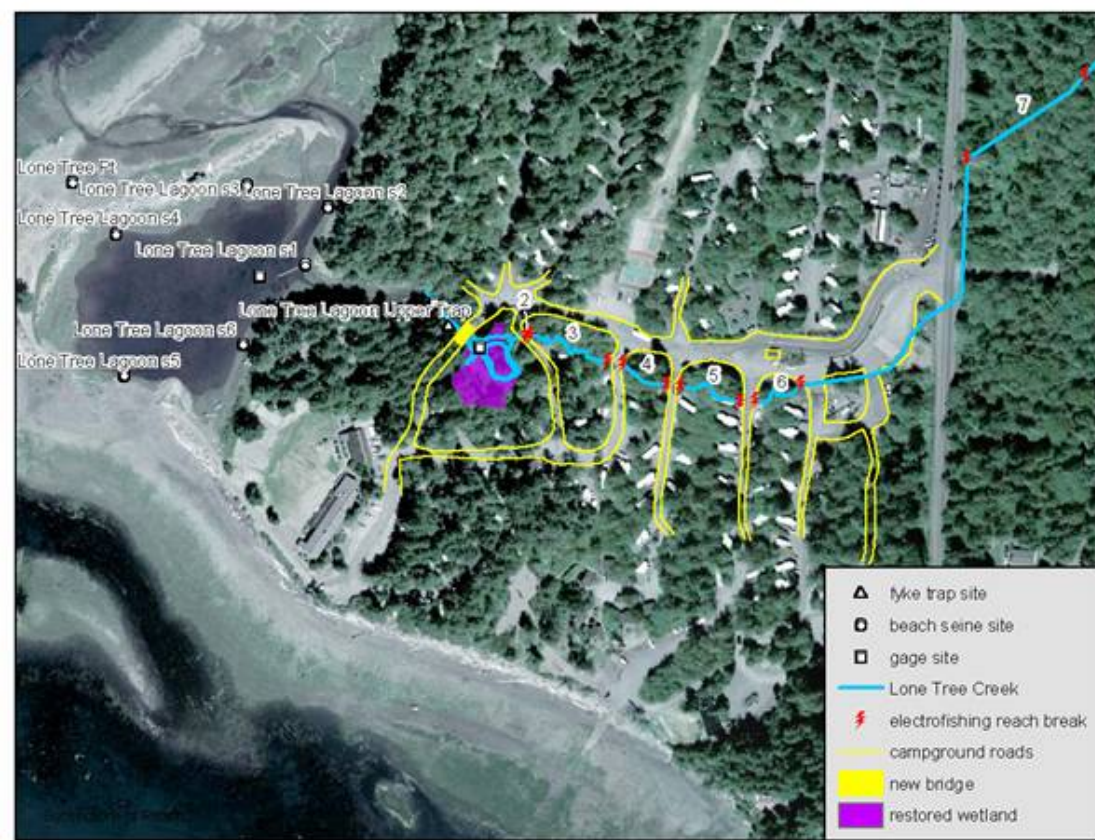 7
Lone Tree Pt
Lone Tree Lagoon s3
Lone Tree Lagoon s2
Lone Tree Lagoon s4
Lone Tree Lagoon s1
Lone Tree Lagoon Upper Trap
2
1
3
Lone Tree Lagoon s6
Lone Tree Lagoon s5
4
5
6
fyke trap site
beach seine site
gage site
Lone Tree Creek
electrofishing reach break
campground roads
new bridge
restored wetland